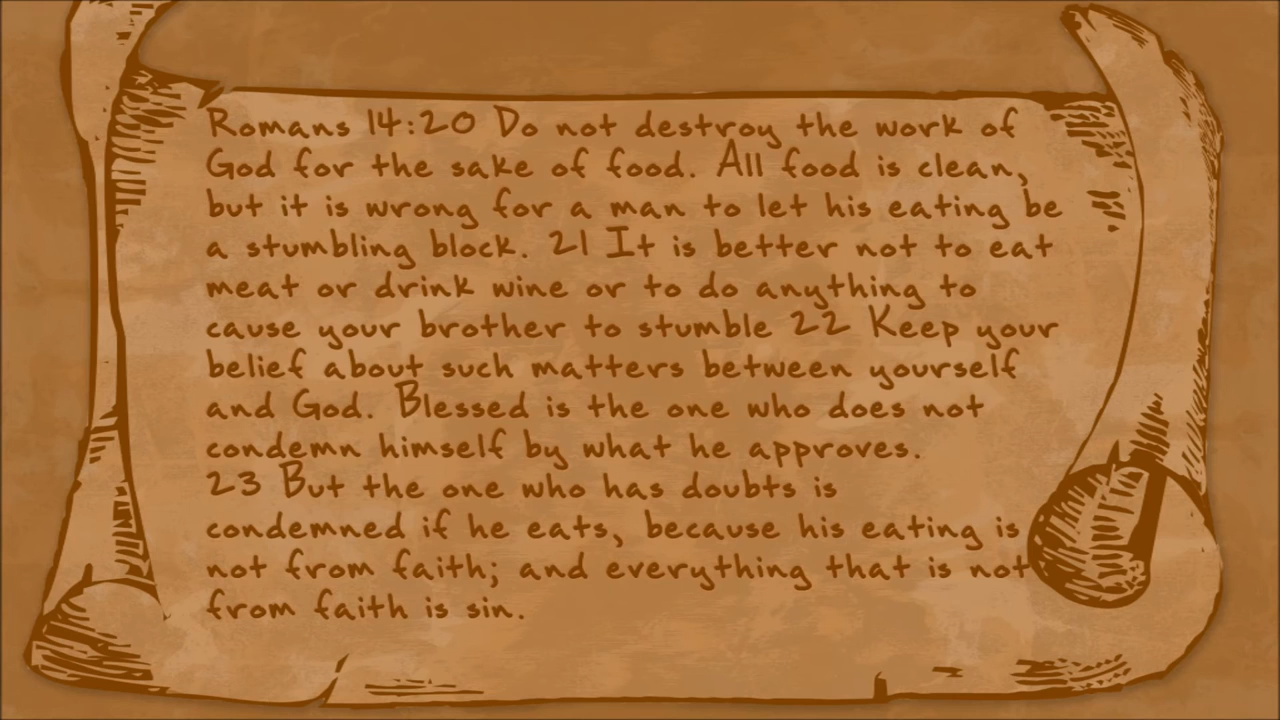 Romans 14:20 Do not destroy the work of
God for the sake of food. All food is clean,
but it is wrong for a man to let his eating be
a stumbling block. 21 It is better not to eat
meat or drink wine or to do anything to
cause your brother to stumble 22 Keep your
belief about such matters between yourself
and God. Blessed is the one who does not
condemn himself by what he approves.
23 But the one who has doubts is
condemned if he eats, because his eating is
not from faith; and everything that is not
from faith is sin.